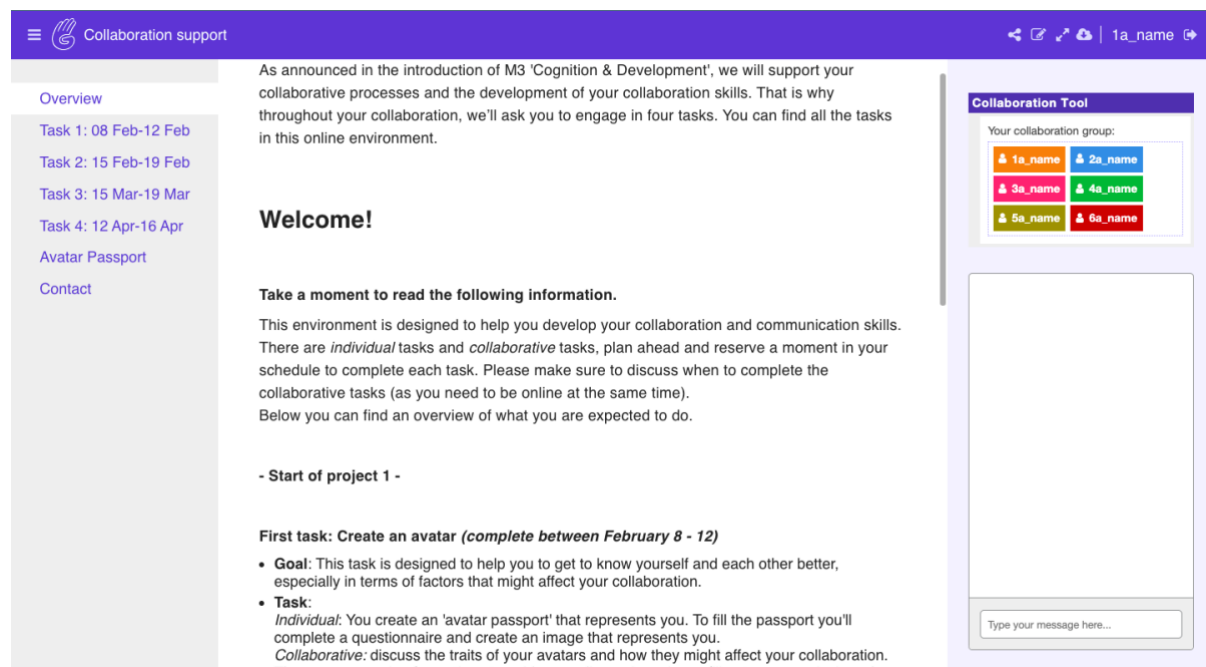 Collaboration support
1a_name
Overview
Task 1: 08 Feb-12 Feb
Task 2: 15 Feb-19 Feb
Task 3: 15 Mar-19 Mar
Task 4: 12 Apr-16 Apr
Avatar Passport
Contact
As announced in the introduction of M3 'Cognition & Development', we will support your
collaborative processes and the development of your collaboration skills. That is why
throughout your collaboration, we'll ask you to engage in four tasks. You can find all the tasks
in this online environment.
Welcome!
Take a moment to read the following information.
This environment is designed to help you develop your collaboration and communication skills.
There are individual tasks and collaborative tasks, plan ahead and reserve a moment in your
schedule to complete each task. Please make sure to discuss when to complete the
collaborative tasks (as you need to be online at the same time).
Below you can find an overview of what you are expected to do.
- Start of project 1 -
First task: Create an avatar (complete between February 8 - 12)
• Goal: This task is designed to help you to get to know yourself and each other better,
especially in terms of factors that might affect your collaboration.
• Task:
Individual: You create an 'avatar passport' that represents you. To fill the passport you'll
complete a questionnaire and create an image that represents you.
Collaborative: discuss the traits of your avatars and how they might affect your collaboration.
Collaboration Tool
Your collaboration group:
1a_name 2a_name
3a_name 4a_name
5a_name 6a_name
Type your message here...